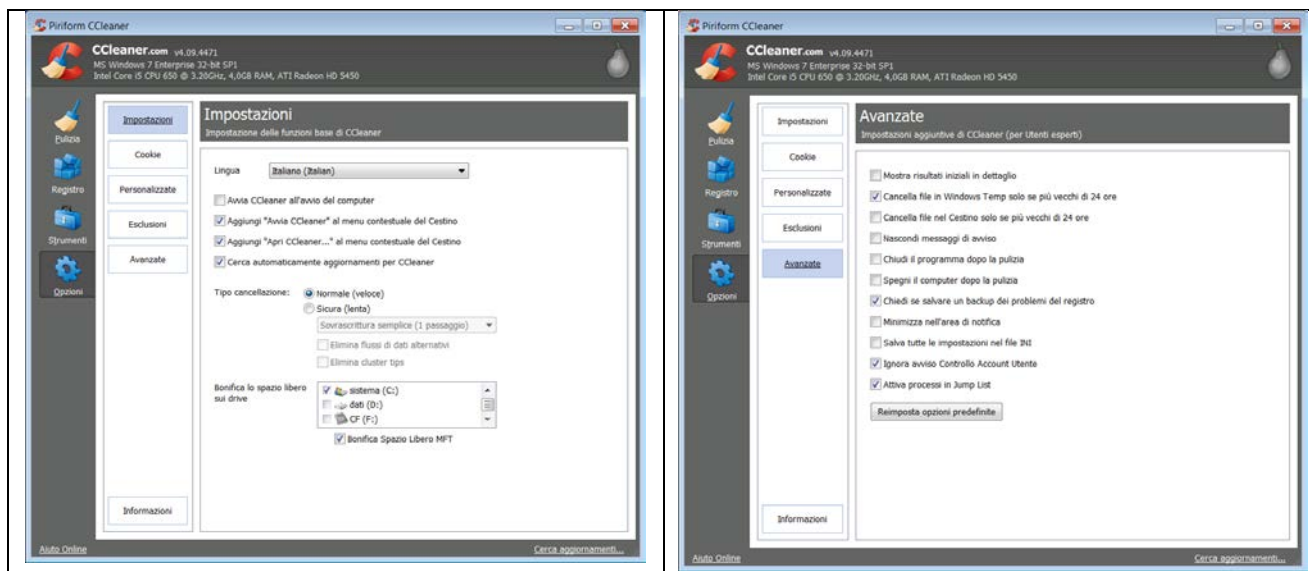 Piriform CCleaner
CCleaner.com v4.09.4471
MS Windows 7 Enterprise 32-bit SP1
Intel Core i5 CPU 650 @ 3.20GHz, 4,0GB RAM, ATI Radeon HD 5450
Pulizia
Registro
Strumenti
Opzioni
Impostazioni
Cookie
Personalizzate
Esclusioni
Avanzate
Informazioni
Impostazioni
Impostazione delle funzioni base di CCleaner
Lingua Italiano (Italian)
Avvia CCleaner all'avvio del computer
Aggiungi "Avvia CCleaner" al menu contestuale del Cestino
Aggiungi "Apri CCleaner..." al menu contestuale del Cestino
Cerca automaticamente aggiornamenti per CCleaner
Tipo cancellazione: Normale (veloce)
Sicura (lenta)
Sovrascrittura semplice (1 passaggio)
Elimina flussi di dati alternativi
Elimina cluster tips
Bonifica lo spazio libero
sui drive
sistema (C:)
dati (D:)
CF (F:)
Bonifica Spazio Libero MFT
Aiuto Online
Cerca aggiornamenti...
Piriform CCleaner
CCleaner.com v4.09.4471
MS Windows 7 Enterprise 32-bit SP1
Intel Core i5 CPU 650 @ 3.20GHz, 4,0GB RAM, ATI Radeon HD 5450
Pulizia
Registro
Strumenti
Opzioni
Impostazioni
Cookie
Personalizzate
Esclusioni
Avanzate
Informazioni
Avanzate
Impostazioni aggiuntive di CCleaner (per Utenti esperti)
Mostra risultati iniziali in dettaglio
Cancella file in Windows Temp solo se più vecchi di 24 ore
Cancella file nel Cestino solo se più vecchi di 24 ore
Nascondi messaggi di avviso
Chiudi il programma dopo la pulizia
Spegni il computer dopo la pulizia
Chiedi se salvare un backup dei problemi del registro
Minimizza nell'area di notifica
Salva tutte le impostazioni nel file INI
Ignora avviso Controllo Account Utente
Attiva processi in Jump List
Reimposta opzioni predefinite
Aiuto Online
Cerca aggiornamenti...